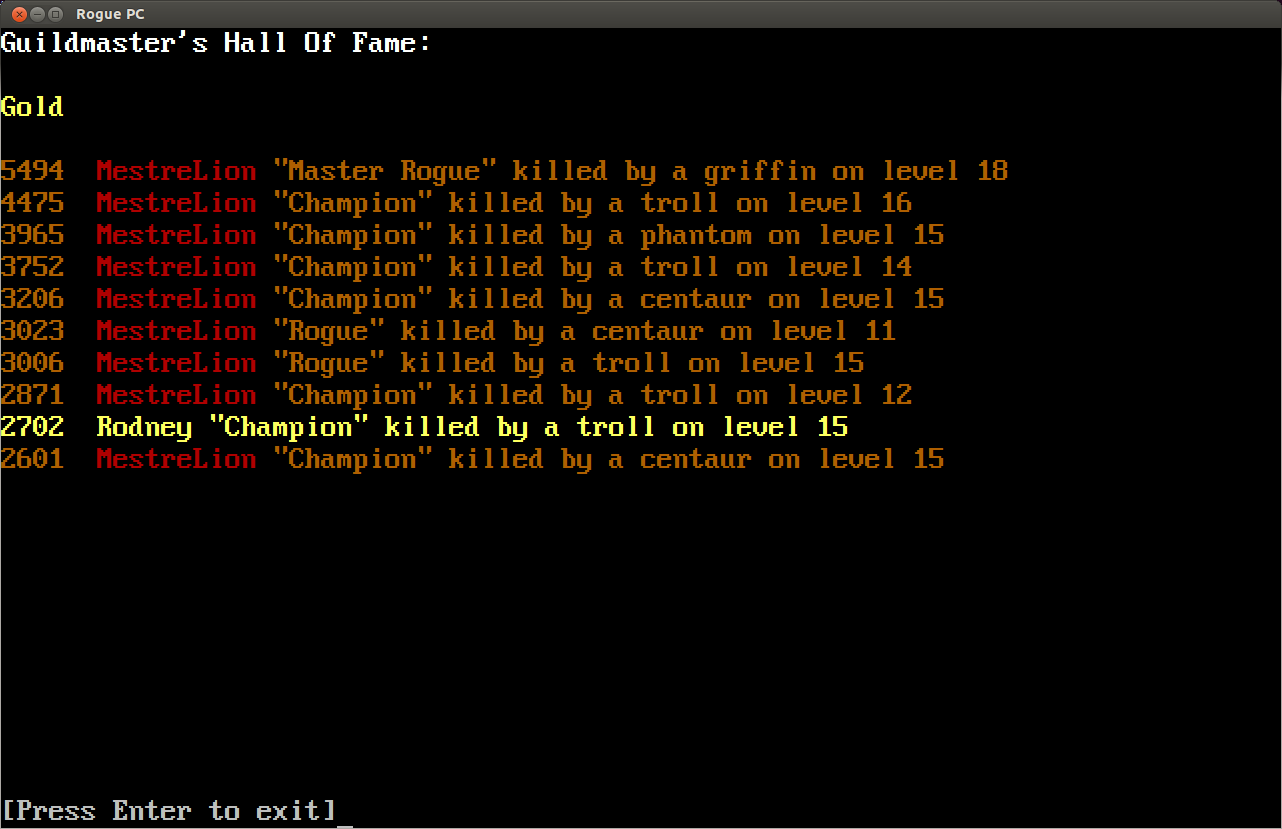 Rogue PC
Guildmaster's Hall Of Fame:
Gold
5494  MestreLion "Master Rogue" killed by a griffin on level 18
4475  MestreLion "Champion" killed by a troll on level 16
3965  MestreLion "Champion" killed by a phantom on level 15
3752  MestreLion "Champion" killed by a troll on level 14
3206  MestreLion "Champion" killed by a centaur on level 15
3023  MestreLion "Rogue" killed by a centaur on level 11
3006  MestreLion "Rogue" killed by a troll on level 15
2871  MestreLion "Champion" killed by a troll on level 12
2702  Rodney "Champion" killed by a troll on level 15
2601  MestreLion "Champion" killed by a centaur on level 15
[Press Enter to exit]_